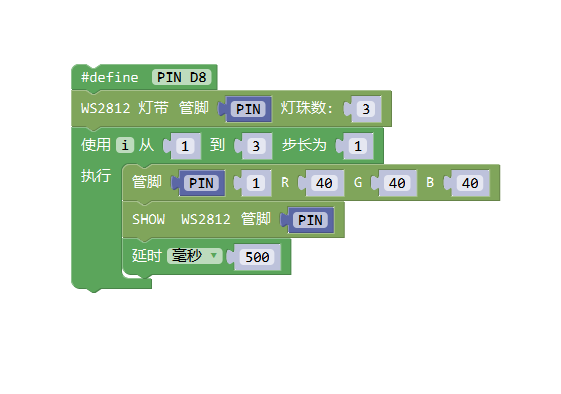 #define PIN D8
WS2812 灯带 管脚 PIN 灯珠数: 3
使用 i 从 1 到 3 步长为 1
执行 管脚 PIN 1 R 40 G 40 B 40
SHOW WS2812 管脚 PIN
延时 毫秒 500